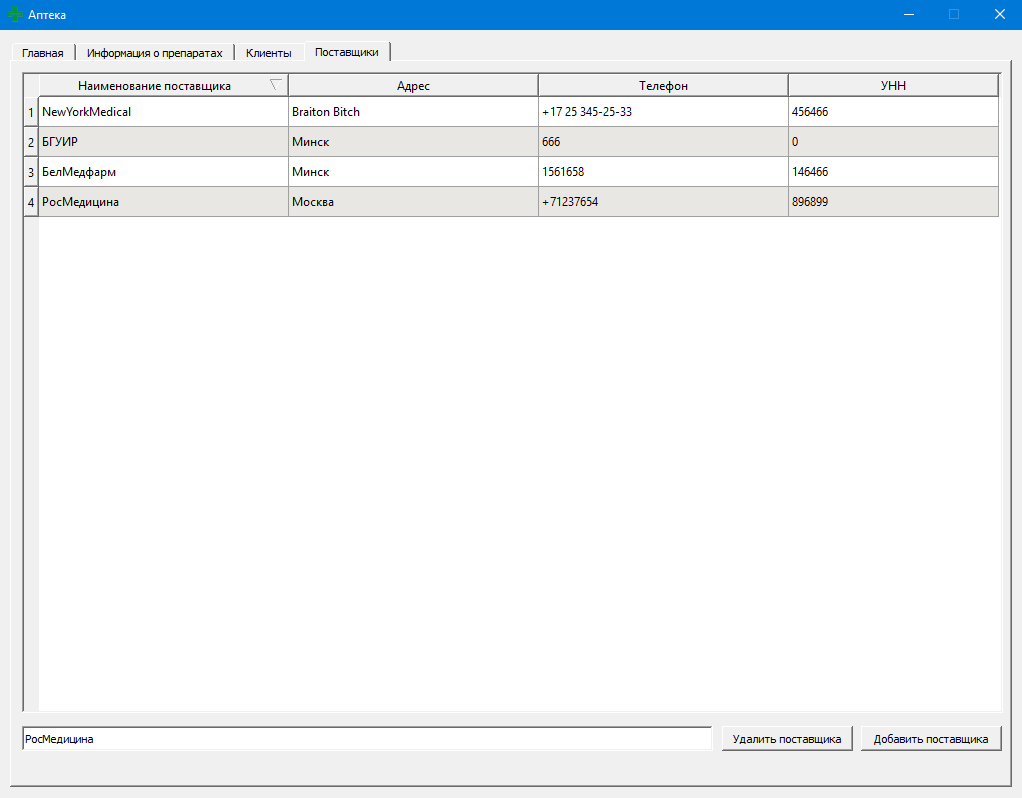 Аптека
Главная Информация о препаратах Клиенты Поставщики
Наименование поставщика Адрес Телефон УНН
1 NewYorkMedical Braiton Bitch +17 25 345-25-33 456466
2 БГУИР Минск 666 0
3 БелМедфарм Минск 1561658 146466
4 РосМедицина Москва +71237654 896899
РосМедицина Удалить поставщика Добавить поставщика